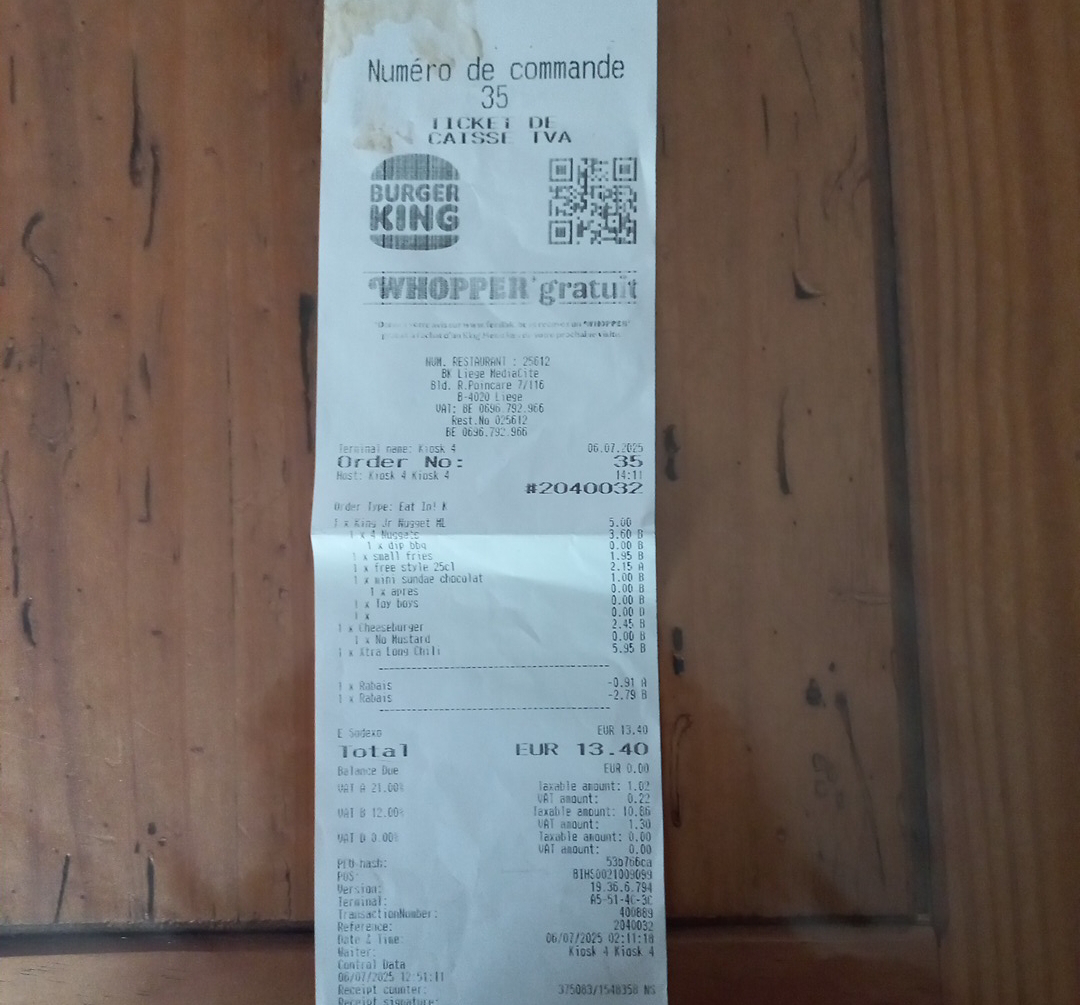 Numéro de commande
35
TICKET DE
CAISSE TVA
BURGER
KING
WHOPPER gratuit
NUM. RESTAURANT : 25612
BK Liege MediaCite
Bld. R.Poincare 7/116
B-4020 Liege
VAT: BE 0696.792.966
Rest.No 025612
BE 0696.792.966
Terminal name: Kiosk 4 06.07.2025
Order No: 35
Host: Kiosk 4 Kiosk 4 14:11
#2040032
Order Type: Eat In!
1 x King Jr Nugget ML 5.00
1 x 4 Nuggets 3.60 B
1 x dip bbq 0.00 B
1 x small fries 1.95 B
1 x free style 25cl 2.15 A
1 x mini sundae chocolat 1.00 B
1 x apres 0.00 B
1 x Toy boys 0.00 B
1 x 0.00 D
1 x Cheeseburger 2.45 B
1 x No Mustard 0.00 B
1 x Xtra Long Chili 5.95 B
1 x Rabais -0.91 A
1 x Rabais -2.79 B
E Sodexo EUR 13.40
Total EUR 13.40
Balance Due EUR 0.00
VAT A 21.00% Taxable amount: 1.02
VAT amount: 0.22
VAT B 12.00% Taxable amount: 10.86
VAT amount: 1.30
VAT D 0.00% Taxable amount: 0.00
VAT amount: 0.00
PLU-hash: 53b766ca
POS: BIHS0021009099
Version: 19.36.6.794
Terminal: A5-51-4C-3C
TransactionNumber: 400889
Reference: 2040032
Date & Time: 06/07/2025 02:11:18
Waiter: Kiosk 4 Kiosk 4
Control Data
06/07/2025 12:51:11
Receipt counter: 375083/1548358 NS
Receipt signature: